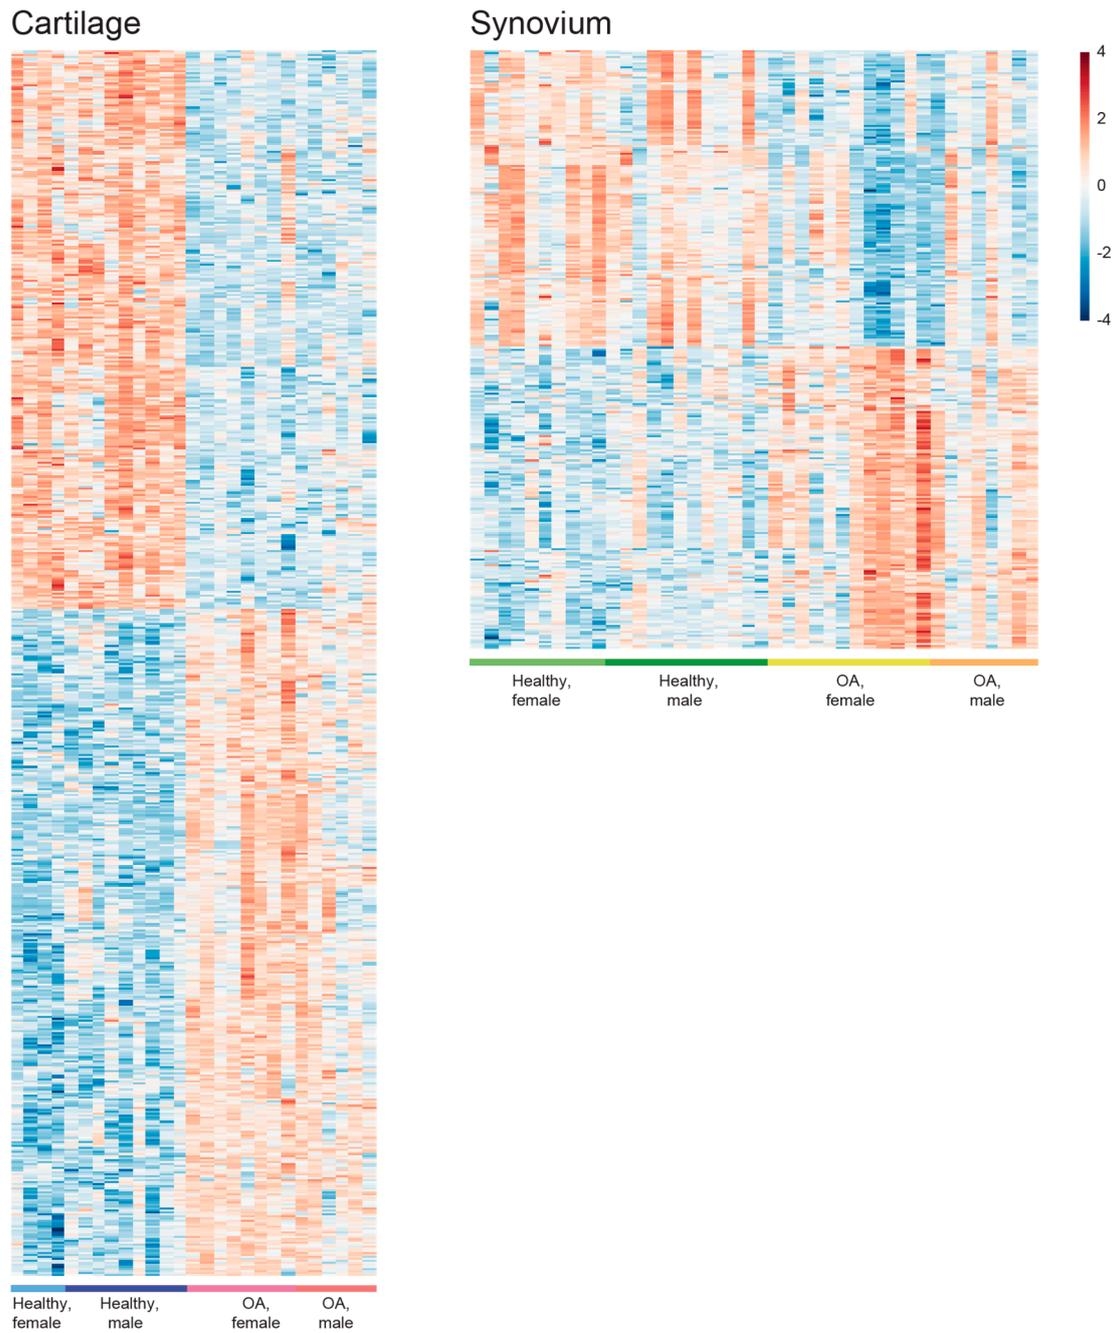 Cartilage
Synovium
4
2
0
-2
-4
Healthy,
female
Healthy,
male
OA,
female
OA,
male
Healthy,
female
Healthy,
male
OA,
female
OA,
male